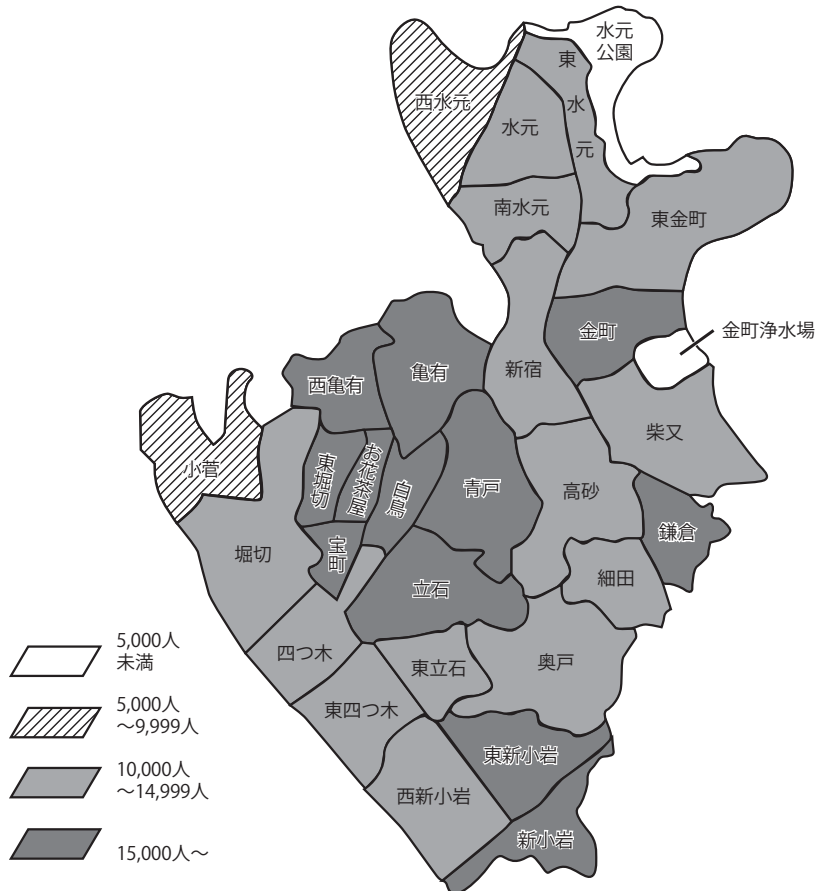 水元
公園
東
水
元
西水元
水元
南水元
東金町
金町
金町浄水場
新宿
亀有
西亀有
柴又
小菅
東堀切
お花茶屋
白鳥
青戸
高砂
鎌倉
堀切
宝町
立石
細田
四つ木
東立石
奥戸
東四つ木
東新小岩
西新小岩
新小岩
5,000人
未満
5,000人
～9,999人
10,000人
～14,999人
15,000人～